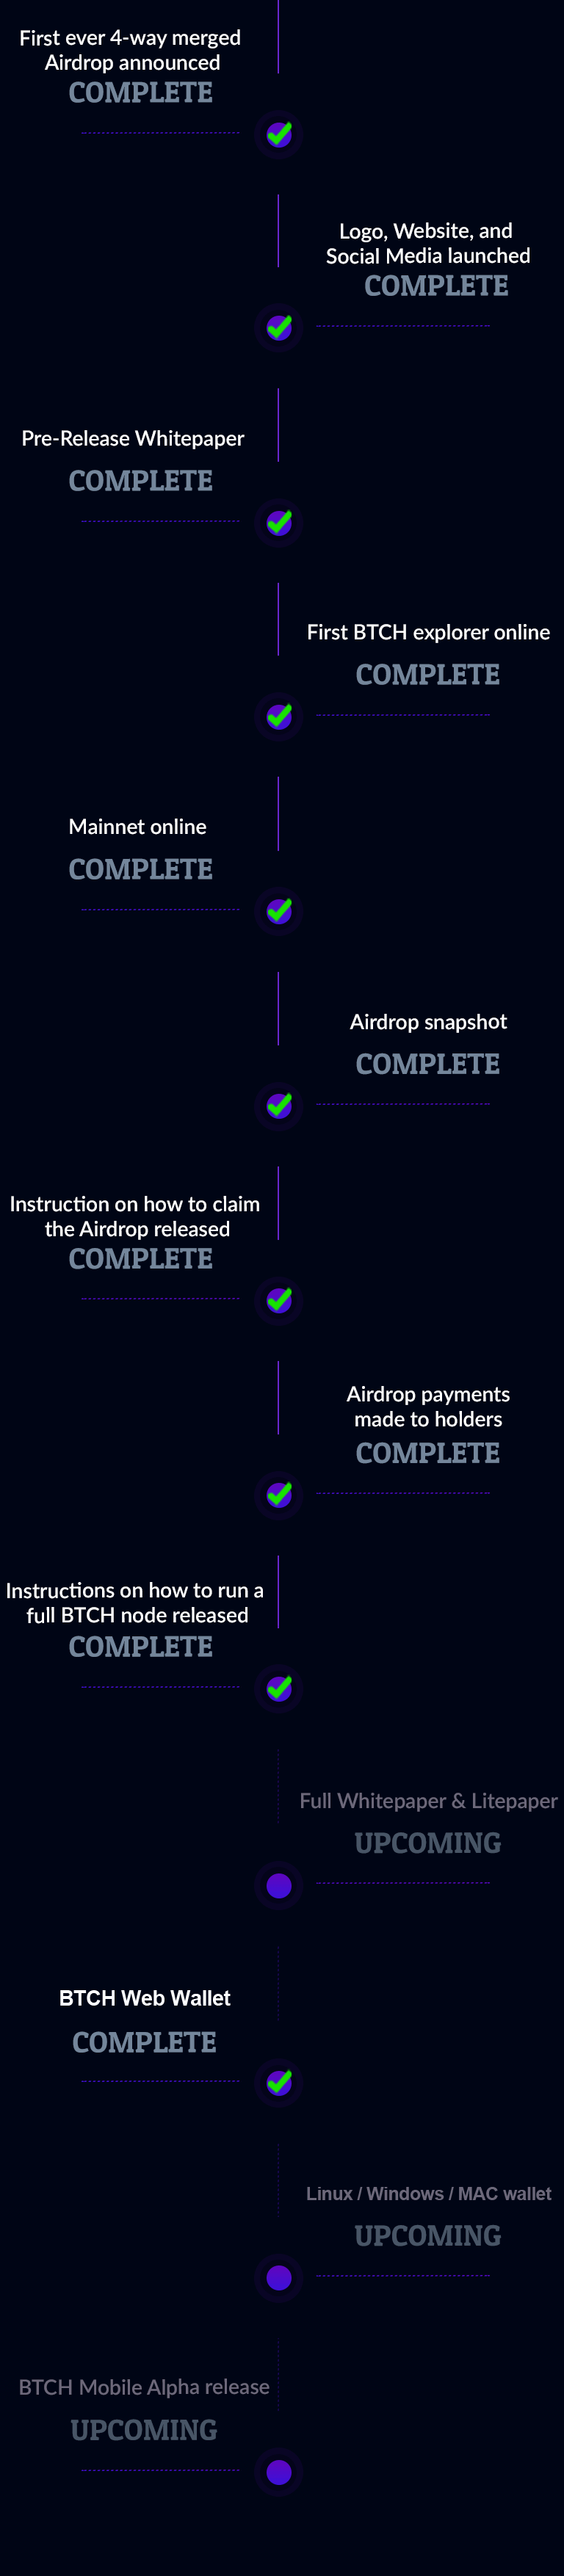 First ever 4-way merged
Airdrop announced
COMPLETE
Logo, Website, and
Social Media launched
COMPLETE
Pre-Release Whitepaper
COMPLETE
First BTCH explorer online
COMPLETE
Mainnet online
COMPLETE
Airdrop snapshot
COMPLETE
Instruction on how to claim
the Airdrop released
COMPLETE
Airdrop payments
made to holders
COMPLETE
Instructions on how to run a
full BTCH node released
COMPLETE
Full Whitepaper & Litepaper
UPCOMING
BTCH Web Wallet
COMPLETE
Linux / Windows / MAC wallet
UPCOMING
BTCH Mobile Alpha release
UPCOMING